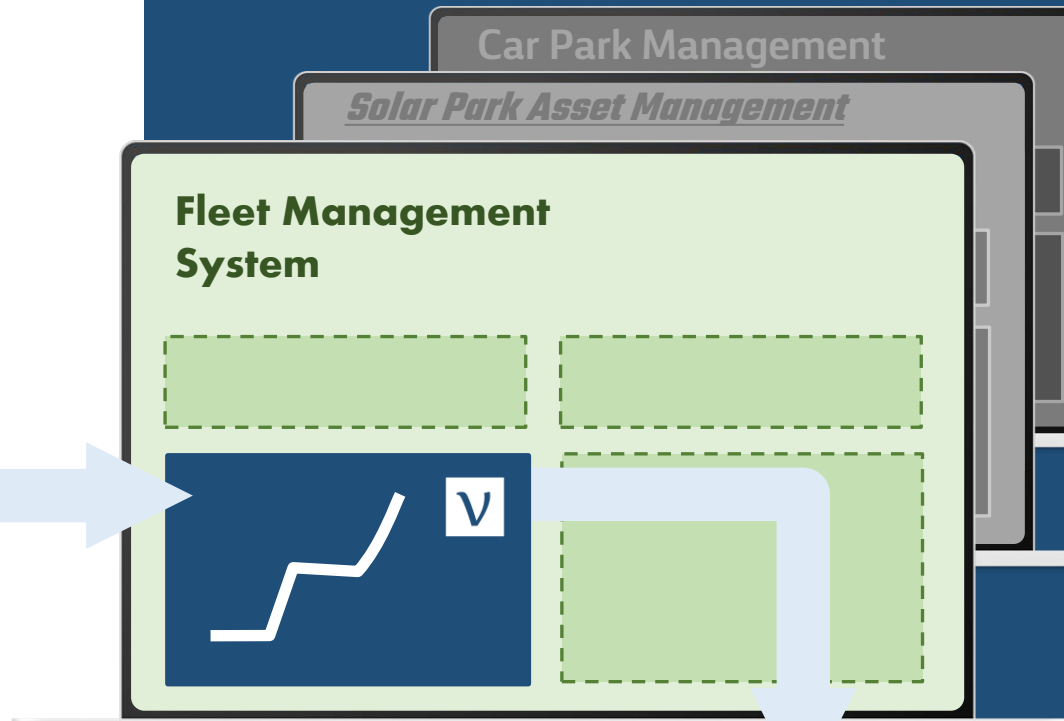 Car Park Management
Solar Park Asset Management
Fleet Management
System
ν